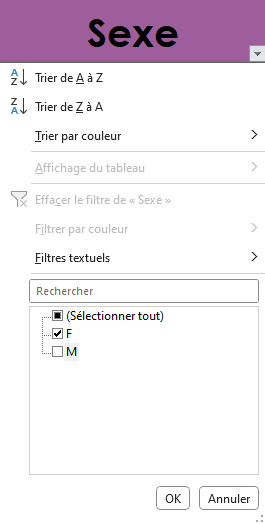 Sexe
Trier de A à Z
Trier de Z à A
Trier par couleur
Affichage du tableau
Effacer le filtre de « Sexe »
Filtrer par couleur
Filtres textuels
Rechercher
(Sélectionner tout)
F
M
OK
Annuler